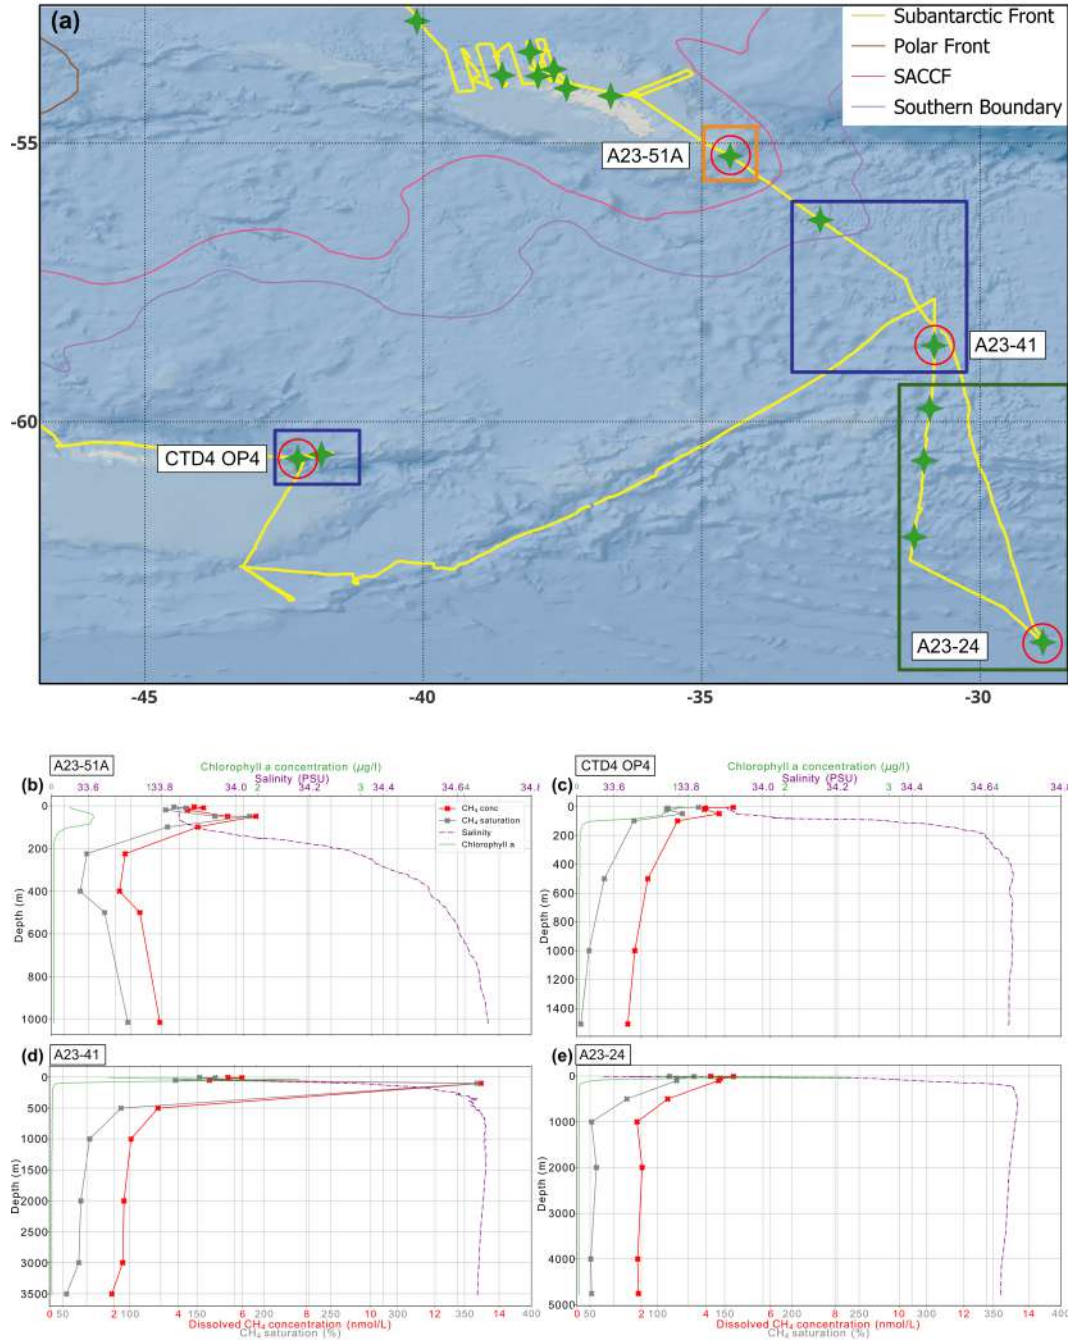 (a)
Subantarctic Front
Polar Front
SACCF
Southern Boundary
-55
A23-51A
A23-41
-60
CTD4 OP4
A23-24
-45
-40
-35
-30
A23-51A
(b)
Chlorophyll a concentration (µg/l)
Salinity (PSU)
0 33.6 133.8 34.0 2 34.2 3 34.4 34.64 34.8
CH₄ conc
CH₄ saturation
Salinity
Chlorophyll a
0
200
400
600
800
1000
Depth (m)
CTD4 OP4
(c)
Chlorophyll a concentration (µg/l)
Salinity (PSU)
0 33.6 133.8 34.0 2 34.2 3 34.4 34.64 34.8
0
200
400
600
800
1000
1200
1400
Depth (m)
(d)
A23-41
0
500
1000
1500
2000
2500
3000
3500
Depth (m)
0 50 2 100 4 150 6 200 8 250 10 300 12 350 14 400
Dissolved CH₄ concentration (nmol/L)
CH₄ saturation (%)
(e)
A23-24
0
1000
2000
3000
4000
5000
Depth (m)
0 50 2 100 4 150 6 200 8 250 10 300 12 350 14 400
Dissolved CH₄ concentration (nmol/L)
CH₄ saturation (%)